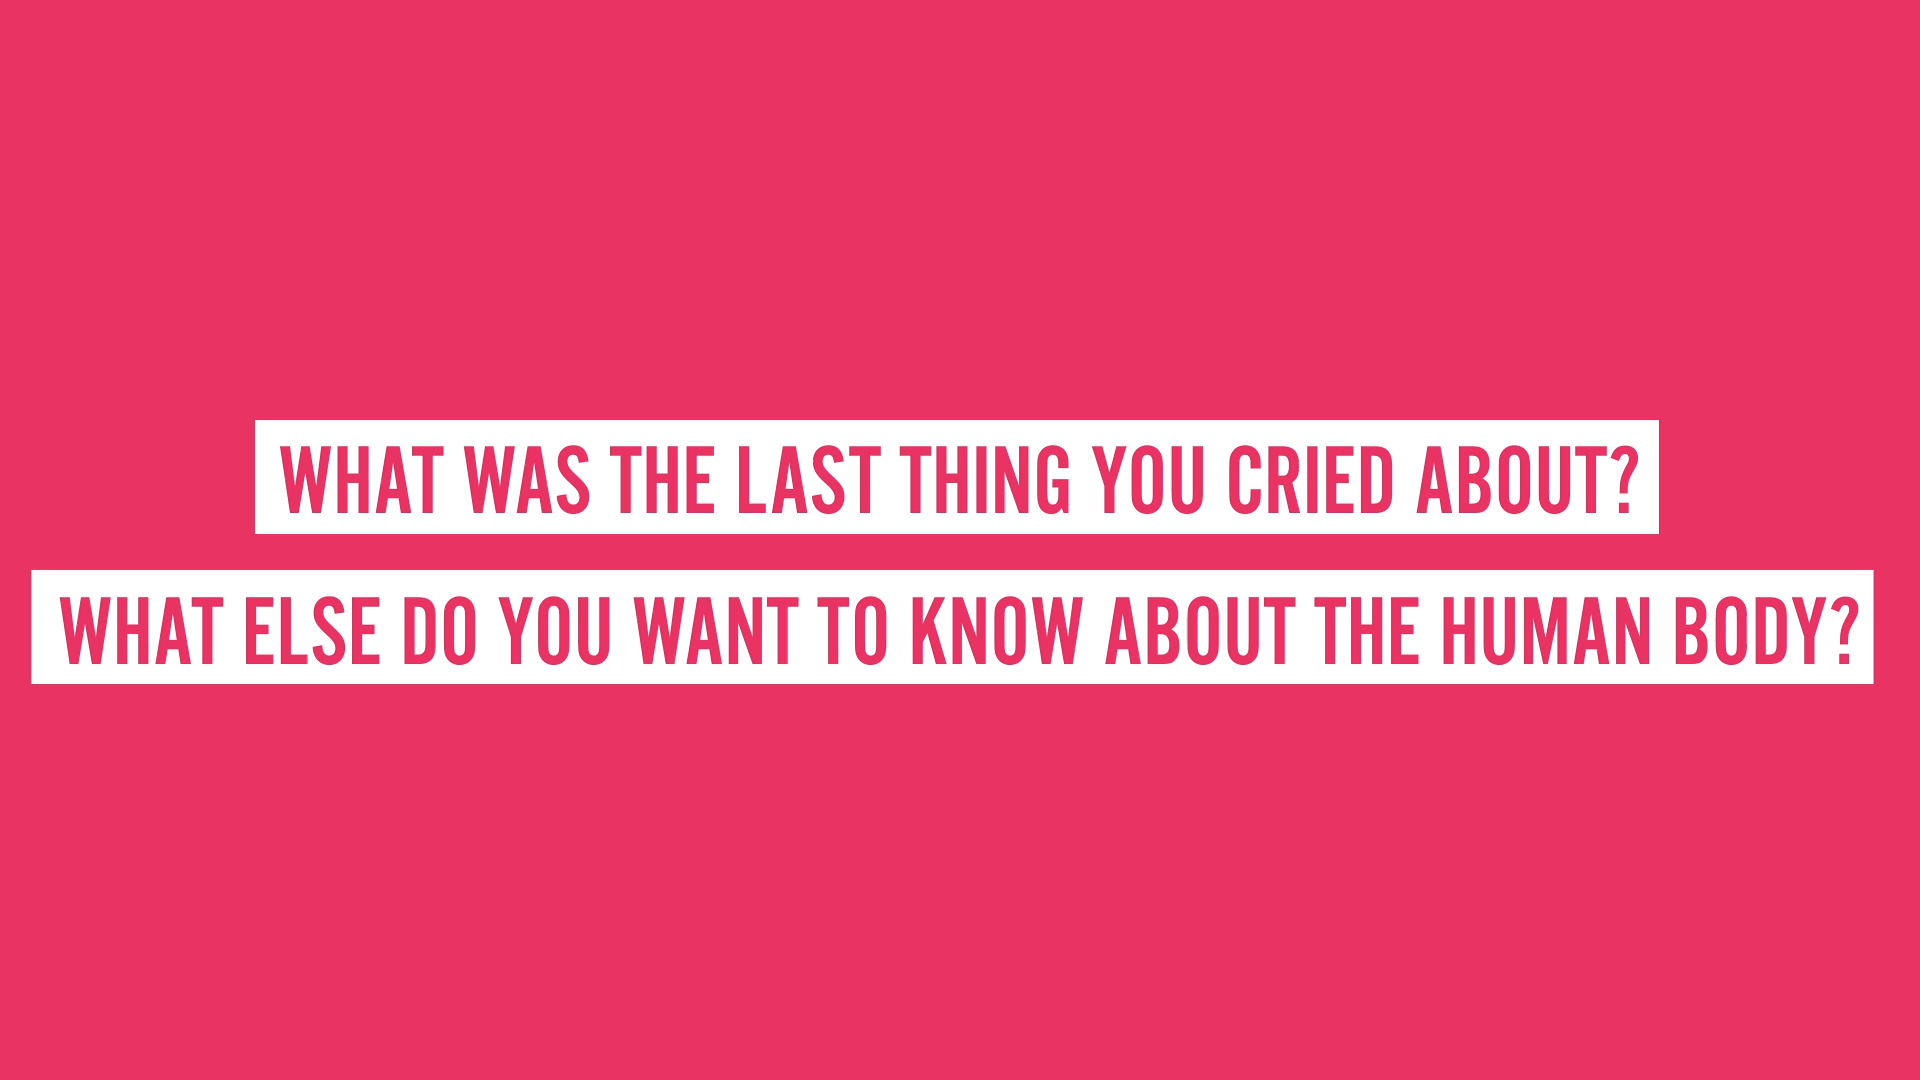 WHAT WAS THE LAST THING YOU CRIED ABOUT?
WHAT ELSE DO YOU WANT TO KNOW ABOUT THE HUMAN BODY?